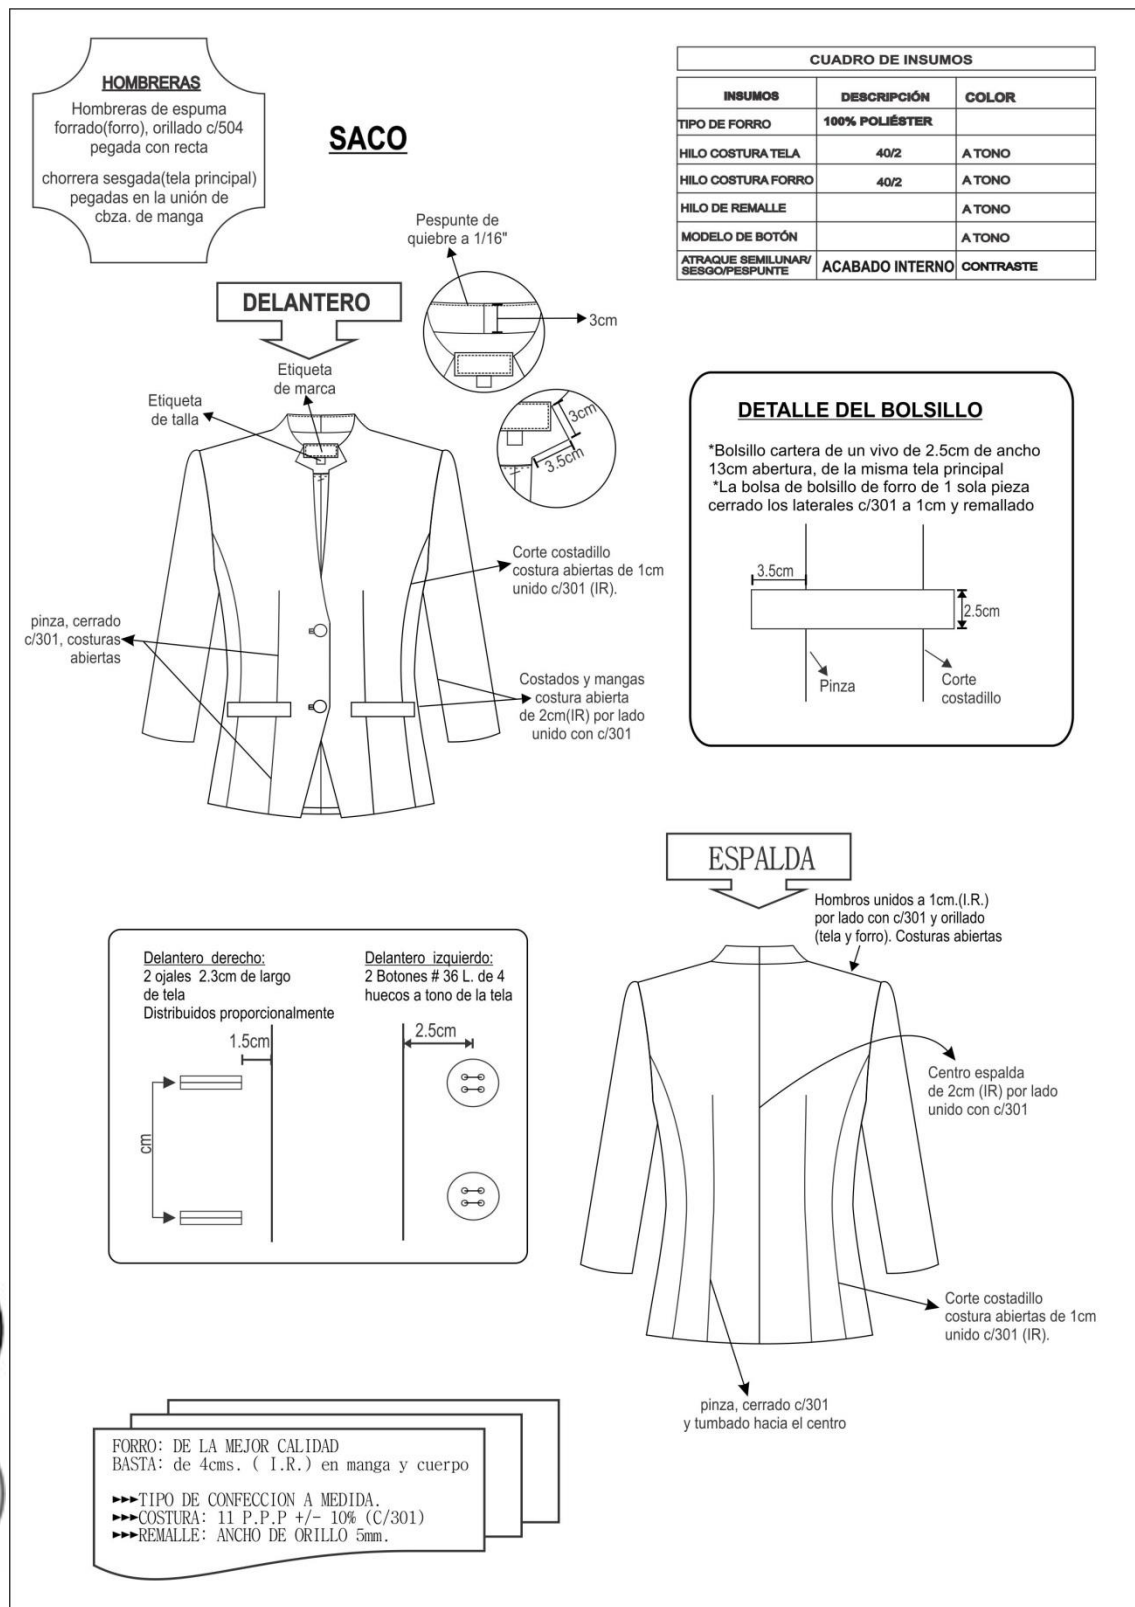 HOMBRERAS
Hombreras de espuma
forrado(forro), orillado c/504
pegada con recta
chorrera sesgada(tela principal)
pegadas en la unión de
cbza. de manga
SACO
CUADRO DE INSUMOS
INSUMOS DESCRIPCIÓN COLOR
TIPO DE FORRO 100% POLIÉSTER
HILO COSTURA TELA 40/2 A TONO
HILO COSTURA FORRO 40/2 A TONO
HILO DE REMALLE A TONO
MODELO DE BOTÓN A TONO
ATRAQUE SEMILUNAR/
SESGO/PESPUNTE ACABADO INTERNO CONTRASTE
Pespunte de
quiebre a 1/16"
3cm
DELANTERO
Etiqueta
de marca
Etiqueta
de talla
3cm
3.5cm
Corte costadillo
costura abiertas de 1cm
unido c/301 (IR).
pinza, cerrado
c/301, costuras
abiertas
Costados y mangas
costura abierta
de 2cm(IR) por lado
unido con c/301
DETALLE DEL BOLSILLO
*Bolsillo cartera de un vivo de 2.5cm de ancho
13cm abertura, de la misma tela principal
*La bolsa de bolsillo de forro de 1 sola pieza
cerrado los laterales c/301 a 1cm y remallado
3.5cm
2.5cm
Pinza
Corte
costadillo
ESPALDA
Hombros unidos a 1cm.(I.R.)
por lado con c/301 y orillado
(tela y forro). Costuras abiertas
Centro espalda
de 2cm (IR) por lado
unido con c/301
Corte costadillo
costura abiertas de 1cm
unido c/301 (IR).
pinza, cerrado c/301
y tumbado hacia el centro
Delantero derecho:
2 ojales 2.3cm de largo
de tela
Distribuidos proporcionalmente
1.5cm
cm
Delantero izquierdo:
2 Botones # 36 L. de 4
huecos a tono de la tela
2.5cm
FORRO: DE LA MEJOR CALIDAD
BASTA: de 4cms. ( I.R.) en manga y cuerpo
►►►TIPO DE CONFECCION A MEDIDA.
►►►COSTURA: 11 P.P.P +/- 10% (C/301)
►►►REMALLE: ANCHO DE ORILLO 5mm.